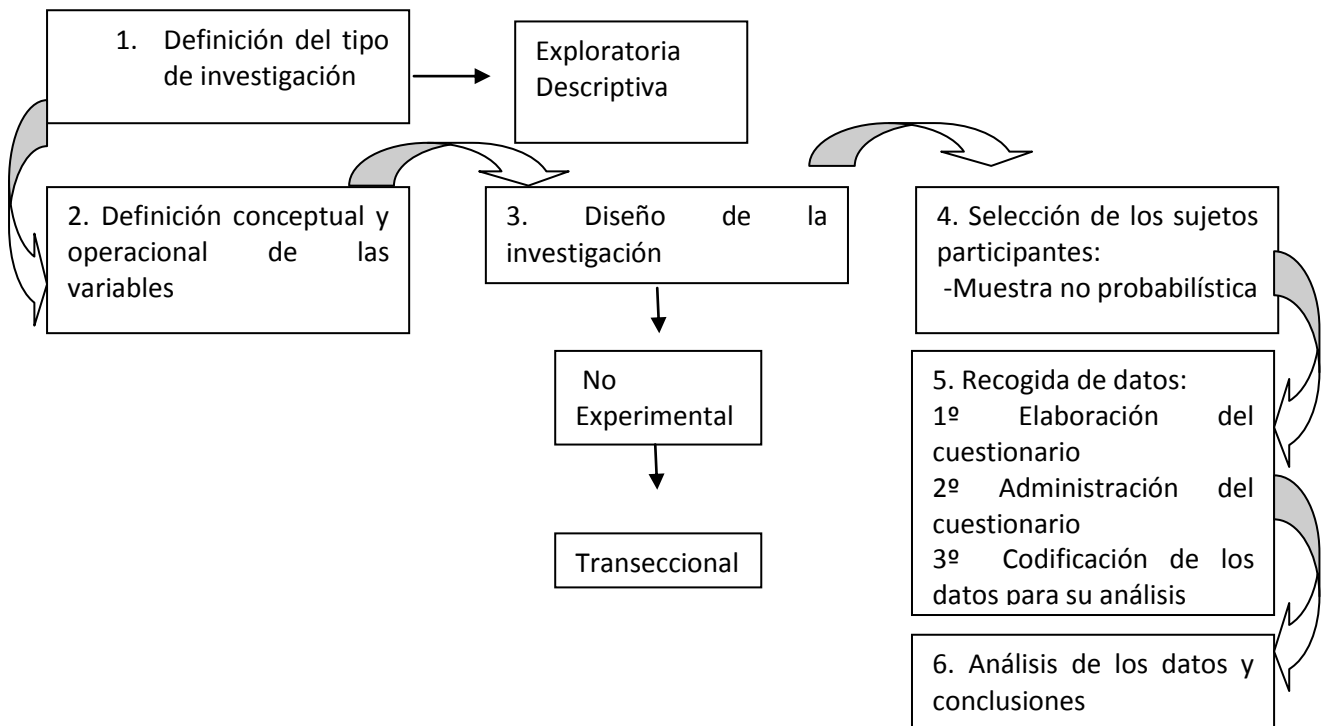 1. Definición del tipo
de investigación
Exploratoria
Descriptiva
2. Definición conceptual y
operacional de las
variables
3. Diseño de la
investigación
No
Experimental
Transeccional
4. Selección de los sujetos
participantes:
-Muestra no probabilística
5. Recogida de datos:
1º Elaboración del
cuestionario
2º Administración del
cuestionario
3º Codificación de los
datos para su análisis
6. Análisis de los datos y
conclusiones